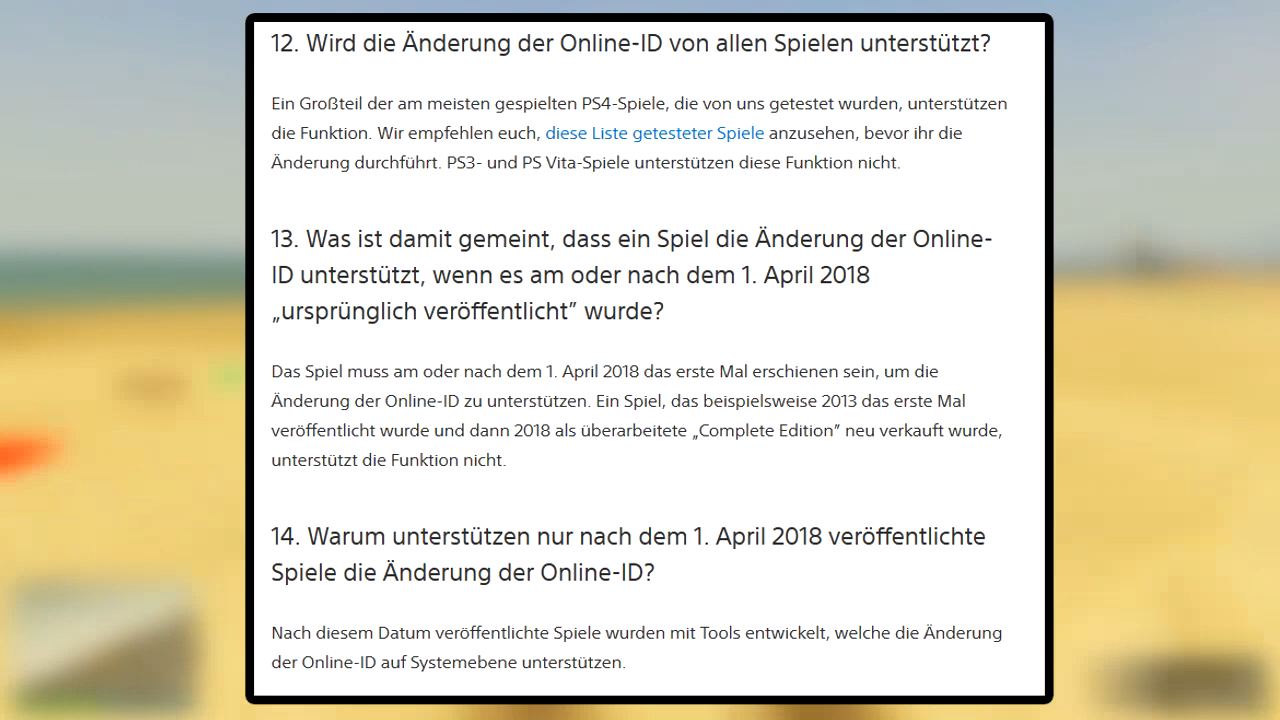 12. Wird die Änderung der Online-ID von allen Spielen unterstützt?
Ein Großteil der am meisten gespielten PS4-Spiele, die von uns getestet wurden, unterstützen
die Funktion. Wir empfehlen euch, diese Liste getesteter Spiele anzusehen, bevor ihr die
Änderung durchführt. PS3- und PS Vita-Spiele unterstützen diese Funktion nicht.
13. Was ist damit gemeint, dass ein Spiel die Änderung der Online-
ID unterstützt, wenn es am oder nach dem 1. April 2018
„ursprünglich veröffentlicht” wurde?
Das Spiel muss am oder nach dem 1. April 2018 das erste Mal erschienen sein, um die
Änderung der Online-ID zu unterstützen. Ein Spiel, das beispielsweise 2013 das erste Mal
veröffentlicht wurde und dann 2018 als überarbeitete „Complete Edition” neu verkauft wurde,
unterstützt die Funktion nicht.
14. Warum unterstützen nur nach dem 1. April 2018 veröffentlichte
Spiele die Änderung der Online-ID?
Nach diesem Datum veröffentlichte Spiele wurden mit Tools entwickelt, welche die Änderung
der Online-ID auf Systemebene unterstützen.